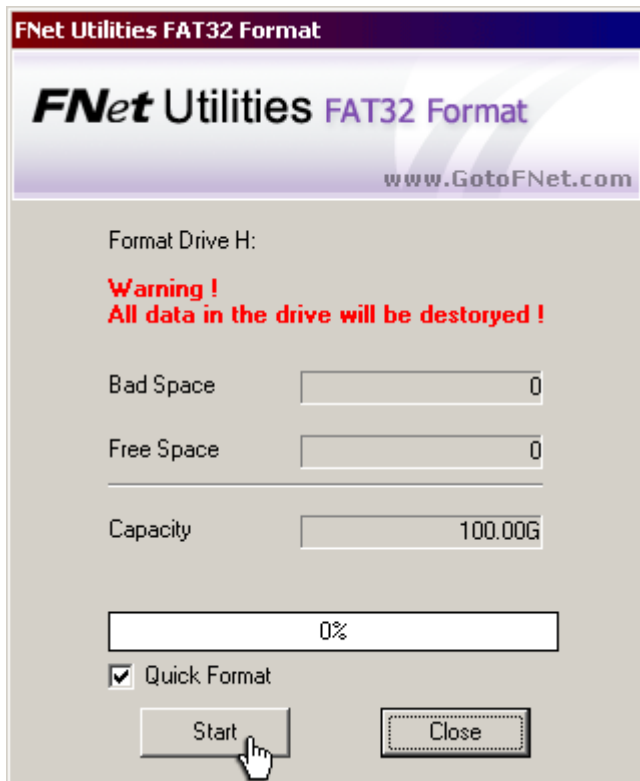 FNet Utilities FAT32 Format
FNet Utilities FAT32 Format
www.GotoFNet.com
Format Drive H:
Warning !
All data in the drive will be destoryed !
Bad Space 0
Free Space 0
Capacity 100.00G
0%
Quick Format
Start Close